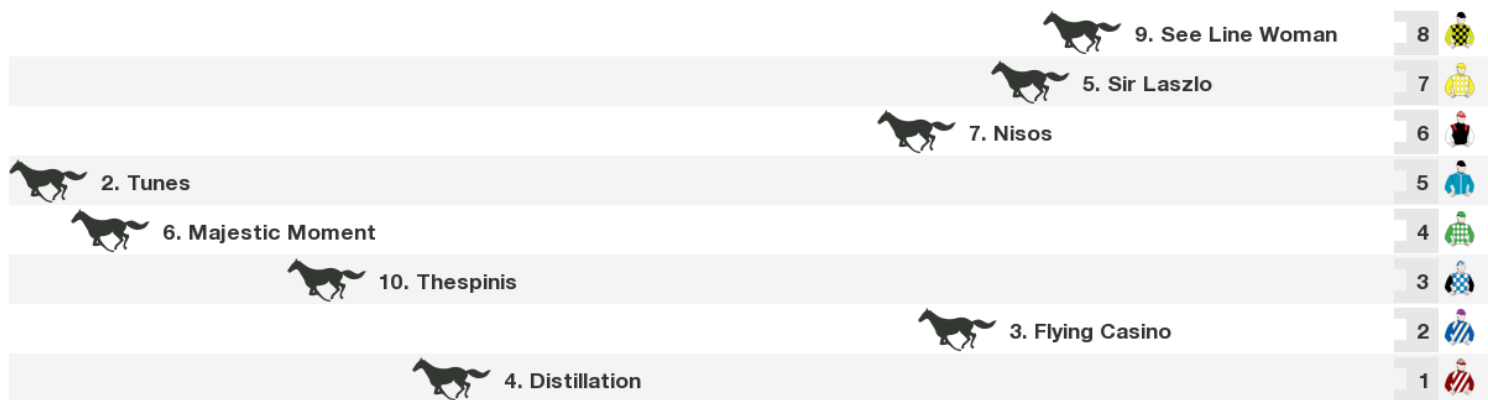 9. See Line Woman 8
5. Sir Laszlo 7
7. Nisos 6
2. Tunes 5
6. Majestic Moment 4
10. Thespinis 3
3. Flying Casino 2
4. Distillation 1